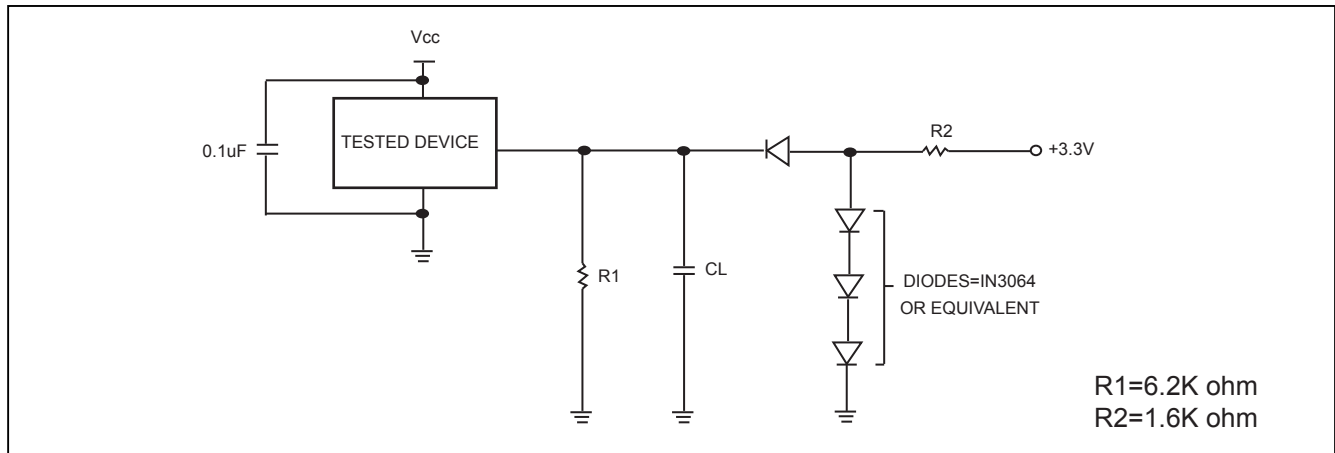 Vcc
TESTED DEVICE
0.1uF
R2
+3.3V
R1
CL
DIODES=IN3064
OR EQUIVALENT
R1=6.2K ohm
R2=1.6K ohm